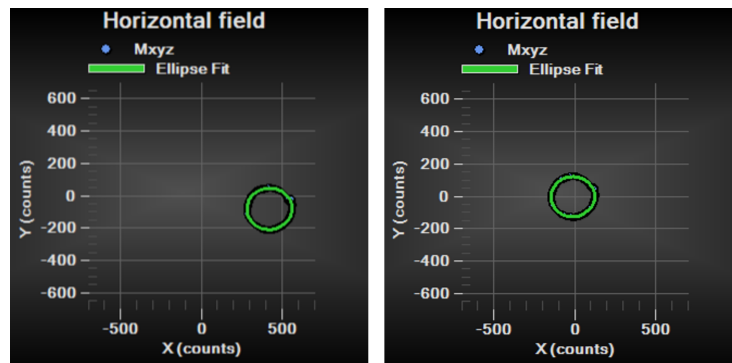 Horizontal field
Mxyz
Ellipse Fit
600
400
200
0
-200
-400
-600
Y (counts)
-500 0 500
X (counts)
Horizontal field
Mxyz
Ellipse Fit
600
400
200
0
-200
-400
-600
Y (counts)
-500 0 500
X (counts)